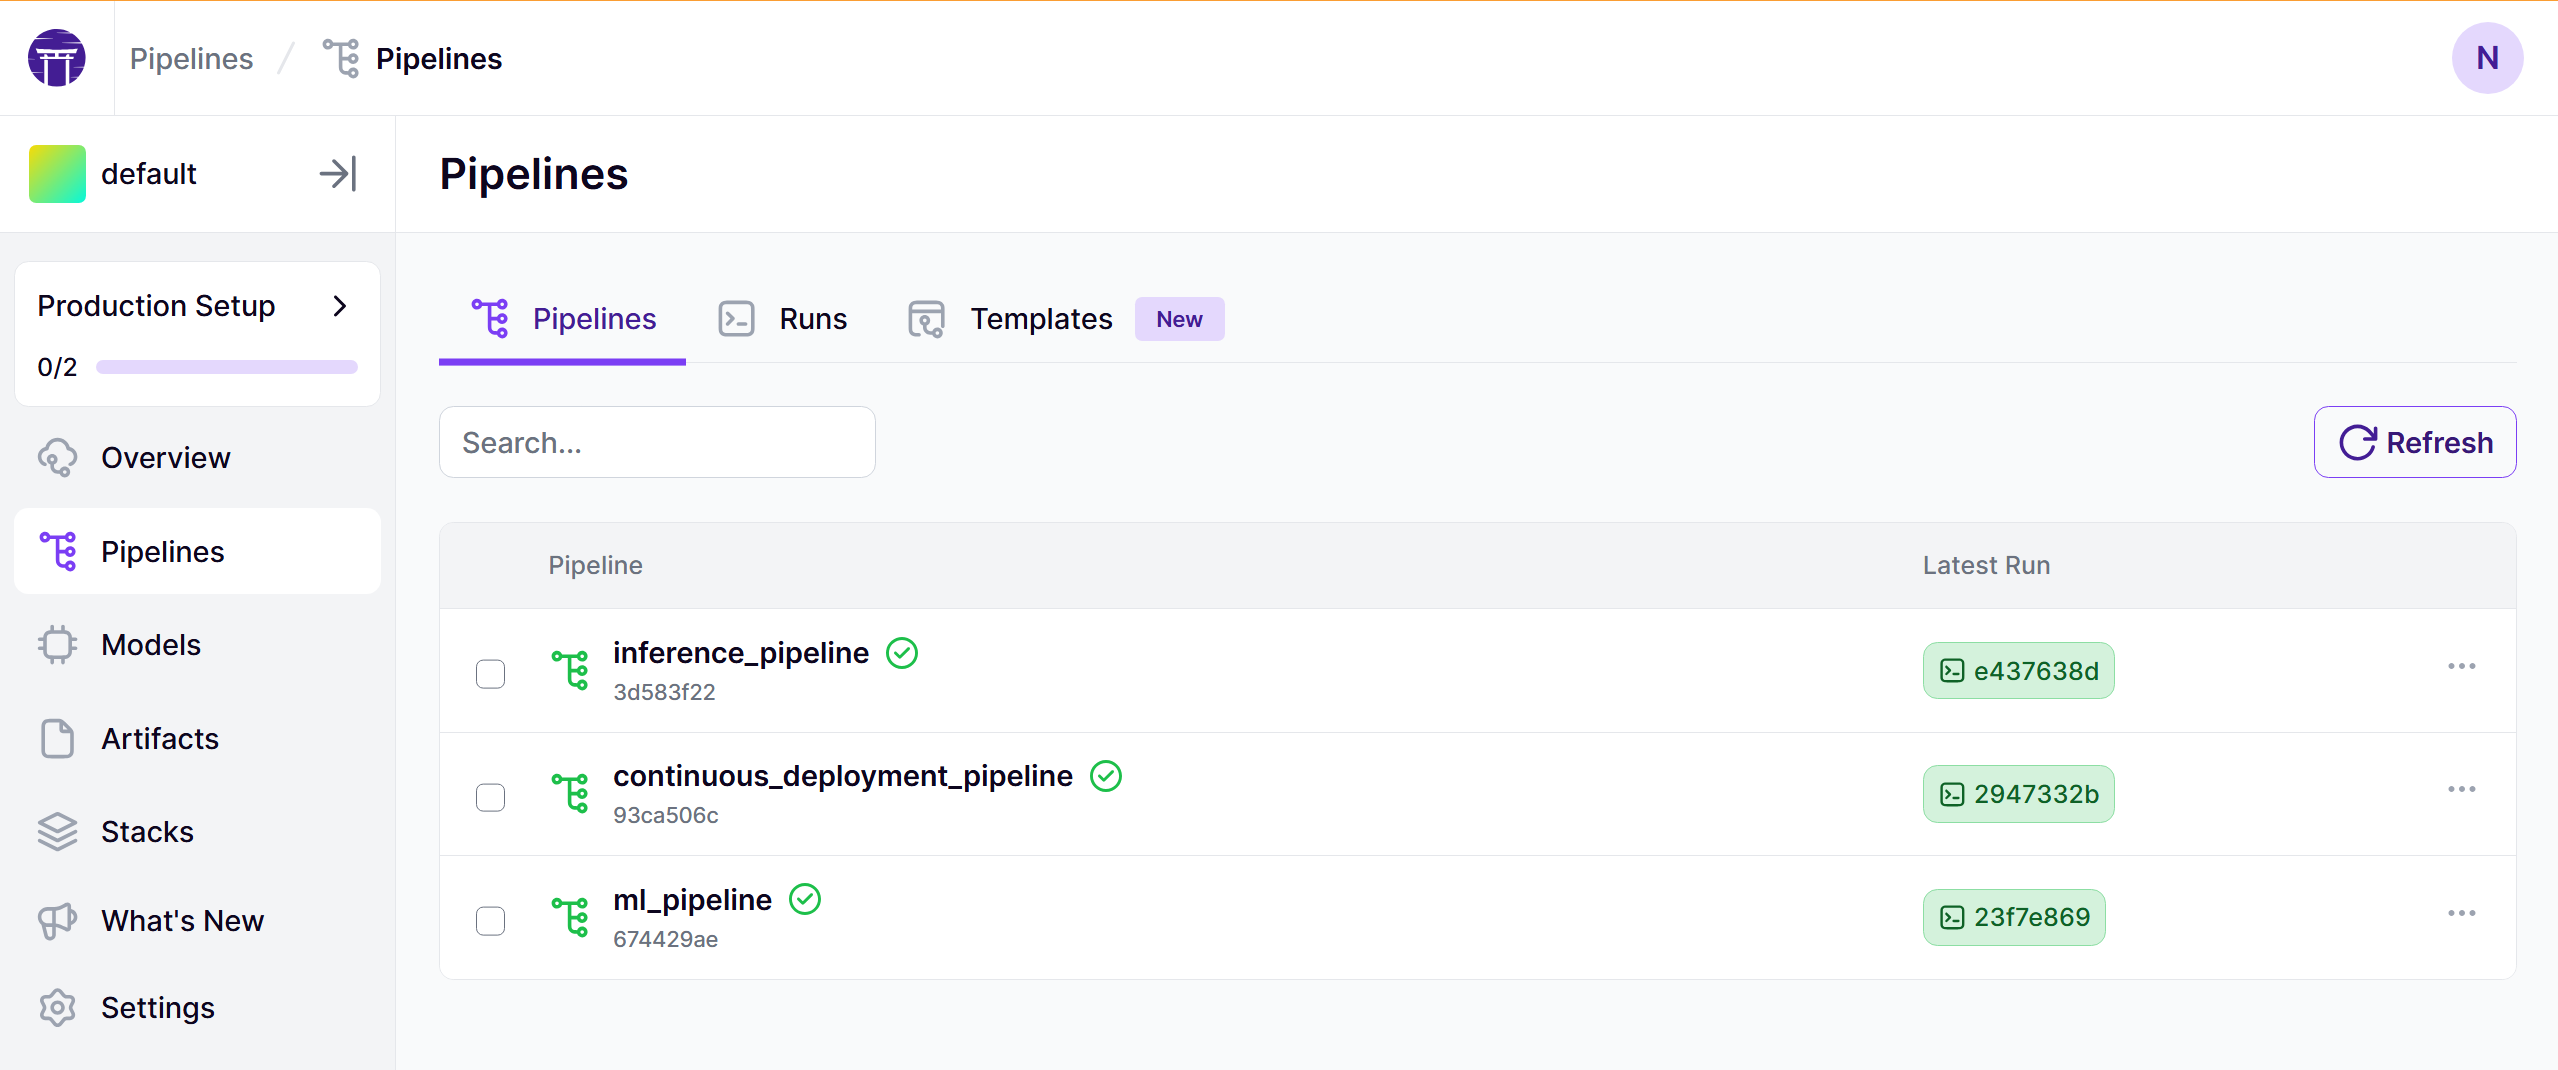 Pipelines / Pipelines
N
default
Pipelines
Production Setup
0/2
Overview
Pipelines
Models
Artifacts
Stacks
What's New
Settings
Pipelines Runs Templates New
Search...
Refresh
Pipeline Latest Run
inference_pipeline
3d583f22
e437638d
continuous_deployment_pipeline
93ca506c
2947332b
ml_pipeline
674429ae
23f7e869